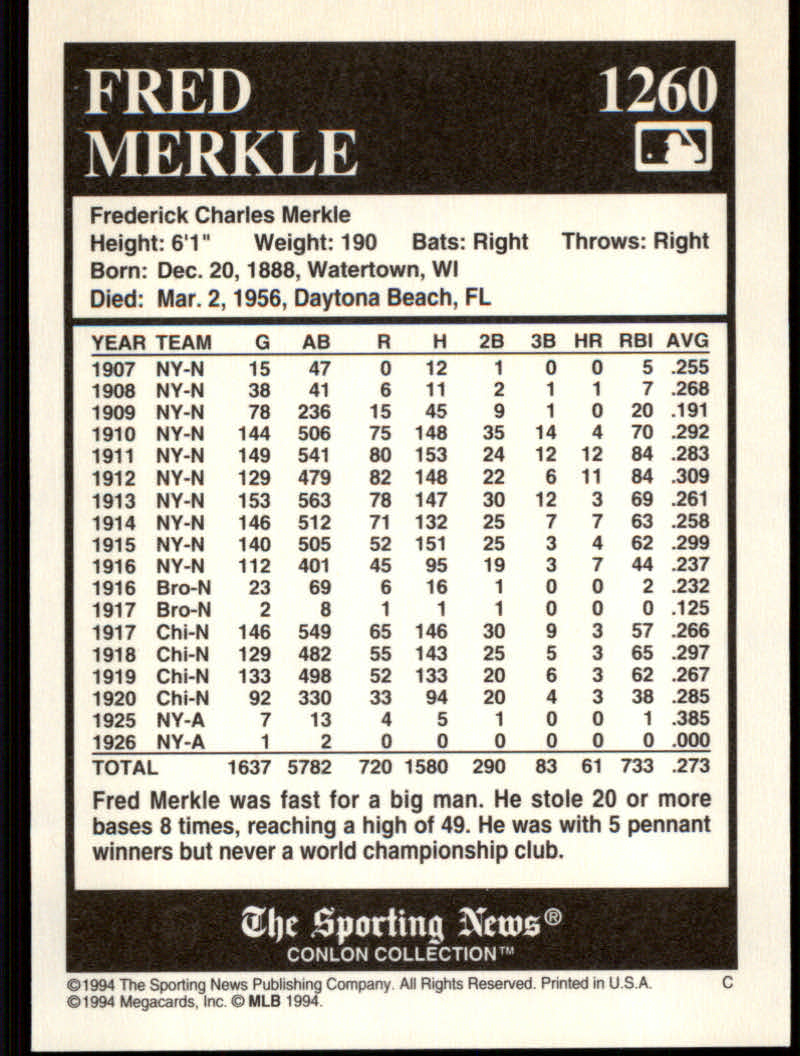 FRED 1260
MERKLE
Frederick Charles Merkle
Height: 6'1" Weight: 190 Bats: Right Throws: Right
Born: Dec. 20, 1888, Watertown, WI
Died: Mar. 2, 1956, Daytona Beach, FL
YEAR TEAM G AB R H 2B 3B HR RBI AVG
1907 NY-N 15 47 0 12 1 0 0 5 .255
1908 NY-N 38 41 6 11 2 1 1 7 .268
1909 NY-N 78 236 15 45 9 1 0 20 .191
1910 NY-N 144 506 75 148 35 14 4 70 .292
1911 NY-N 149 541 80 153 24 12 12 84 .283
1912 NY-N 129 479 82 148 22 6 11 84 .309
1913 NY-N 153 563 78 147 30 12 3 69 .261
1914 NY-N 146 512 71 132 25 7 7 63 .258
1915 NY-N 140 505 52 151 25 3 4 62 .299
1916 NY-N 112 401 45 95 19 3 7 44 .237
1916 Bro-N 23 69 6 16 1 0 0 2 .232
1917 Bro-N 2 8 1 1 1 0 0 0 .125
1917 Chi-N 146 549 65 146 30 9 3 57 .266
1918 Chi-N 129 482 55 143 25 5 3 65 .297
1919 Chi-N 133 498 52 133 20 6 3 62 .267
1920 Chi-N 92 330 33 94 20 4 3 38 .285
1925 NY-A 7 13 4 5 1 0 0 1 .385
1926 NY-A 1 2 0 0 0 0 0 0 .000
TOTAL 1637 5782 720 1580 290 83 61 733 .273
Fred Merkle was fast for a big man. He stole 20 or more
bases 8 times, reaching a high of 49. He was with 5 pennant
winners but never a world championship club.
The Sporting News®
CONLON COLLECTION™
©1994 The Sporting News Publishing Company. All Rights Reserved. Printed in U.S.A. C
©1994 Megacards, Inc. © MLB 1994.